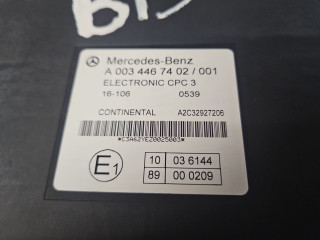 Mercedes-Benz
A 003 446 74 02 / 001
ELECTRONIC CPC 3
16-106 0539
CONTINENTAL A2C32927206
*C3A62YEZ0025003*
E1
10 03 6144
89 00 0209